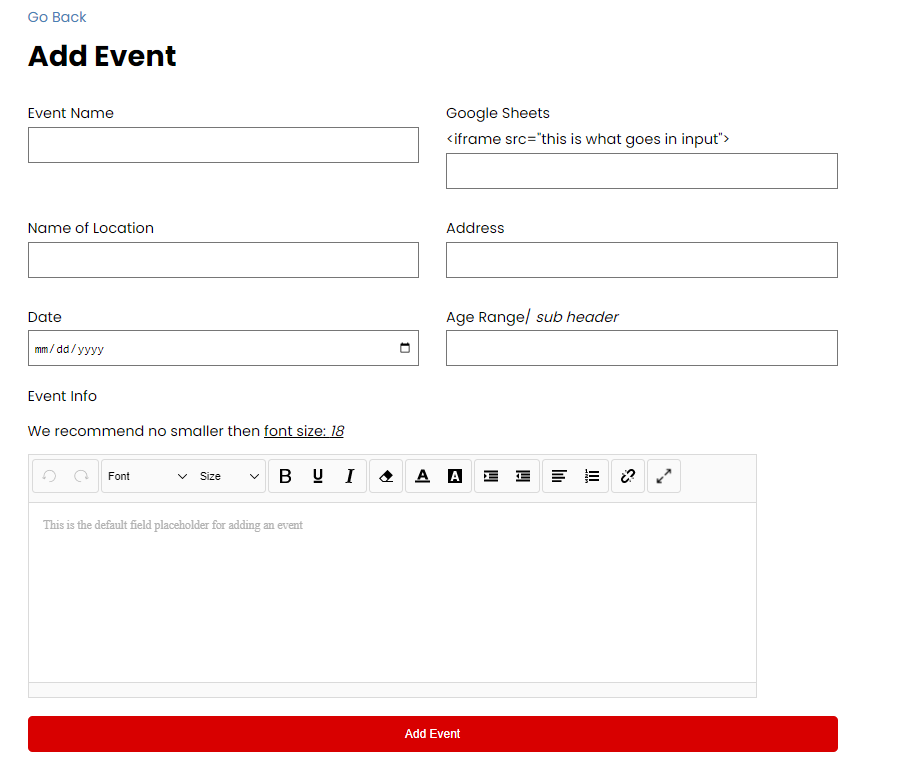 Go Back
Add Event
Event Name
Google Sheets
<iframe src="this is what goes in input">
Name of Location
Address
Date
Age Range/ sub header
mm/dd/yyyy
Event Info
We recommend no smaller then font size: 18
Font Size B U I A A
This is the default field placeholder for adding an event
Add Event